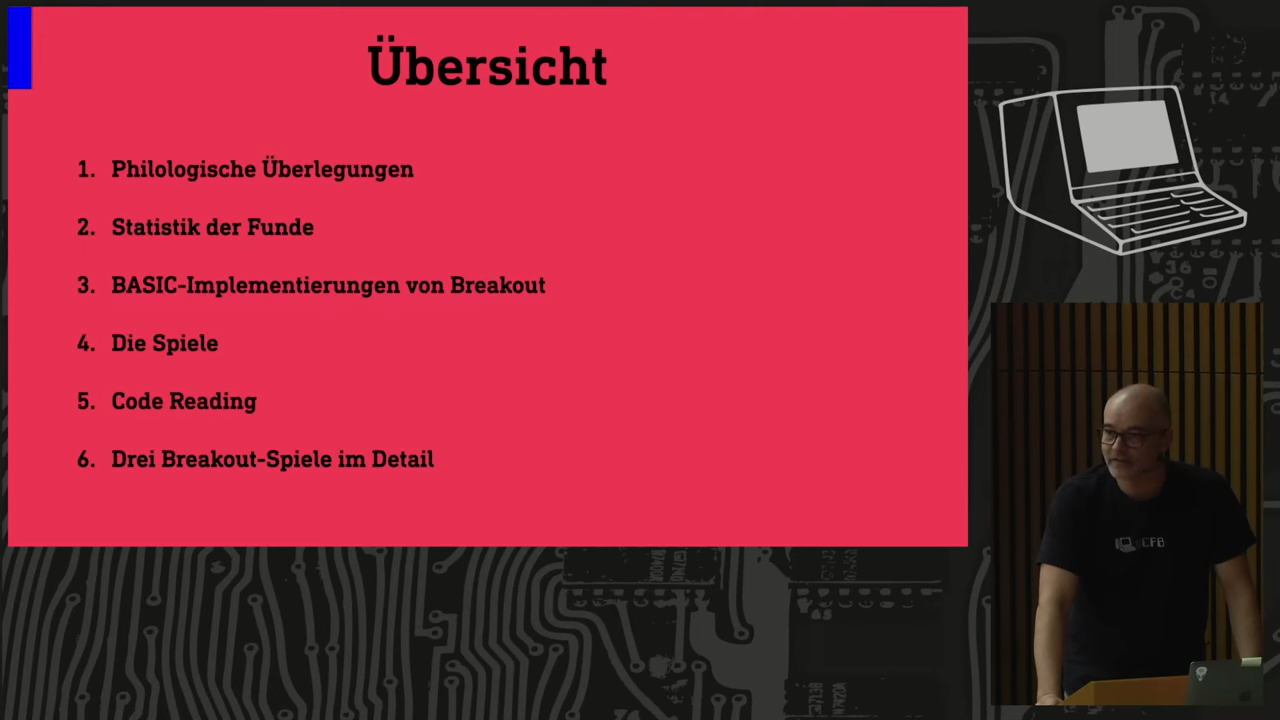 Übersicht
1. Philologische Überlegungen
2. Statistik der Funde
3. BASIC-Implementierungen von Breakout
4. Die Spiele
5. Code Reading
6. Drei Breakout-Spiele im Detail
CFB